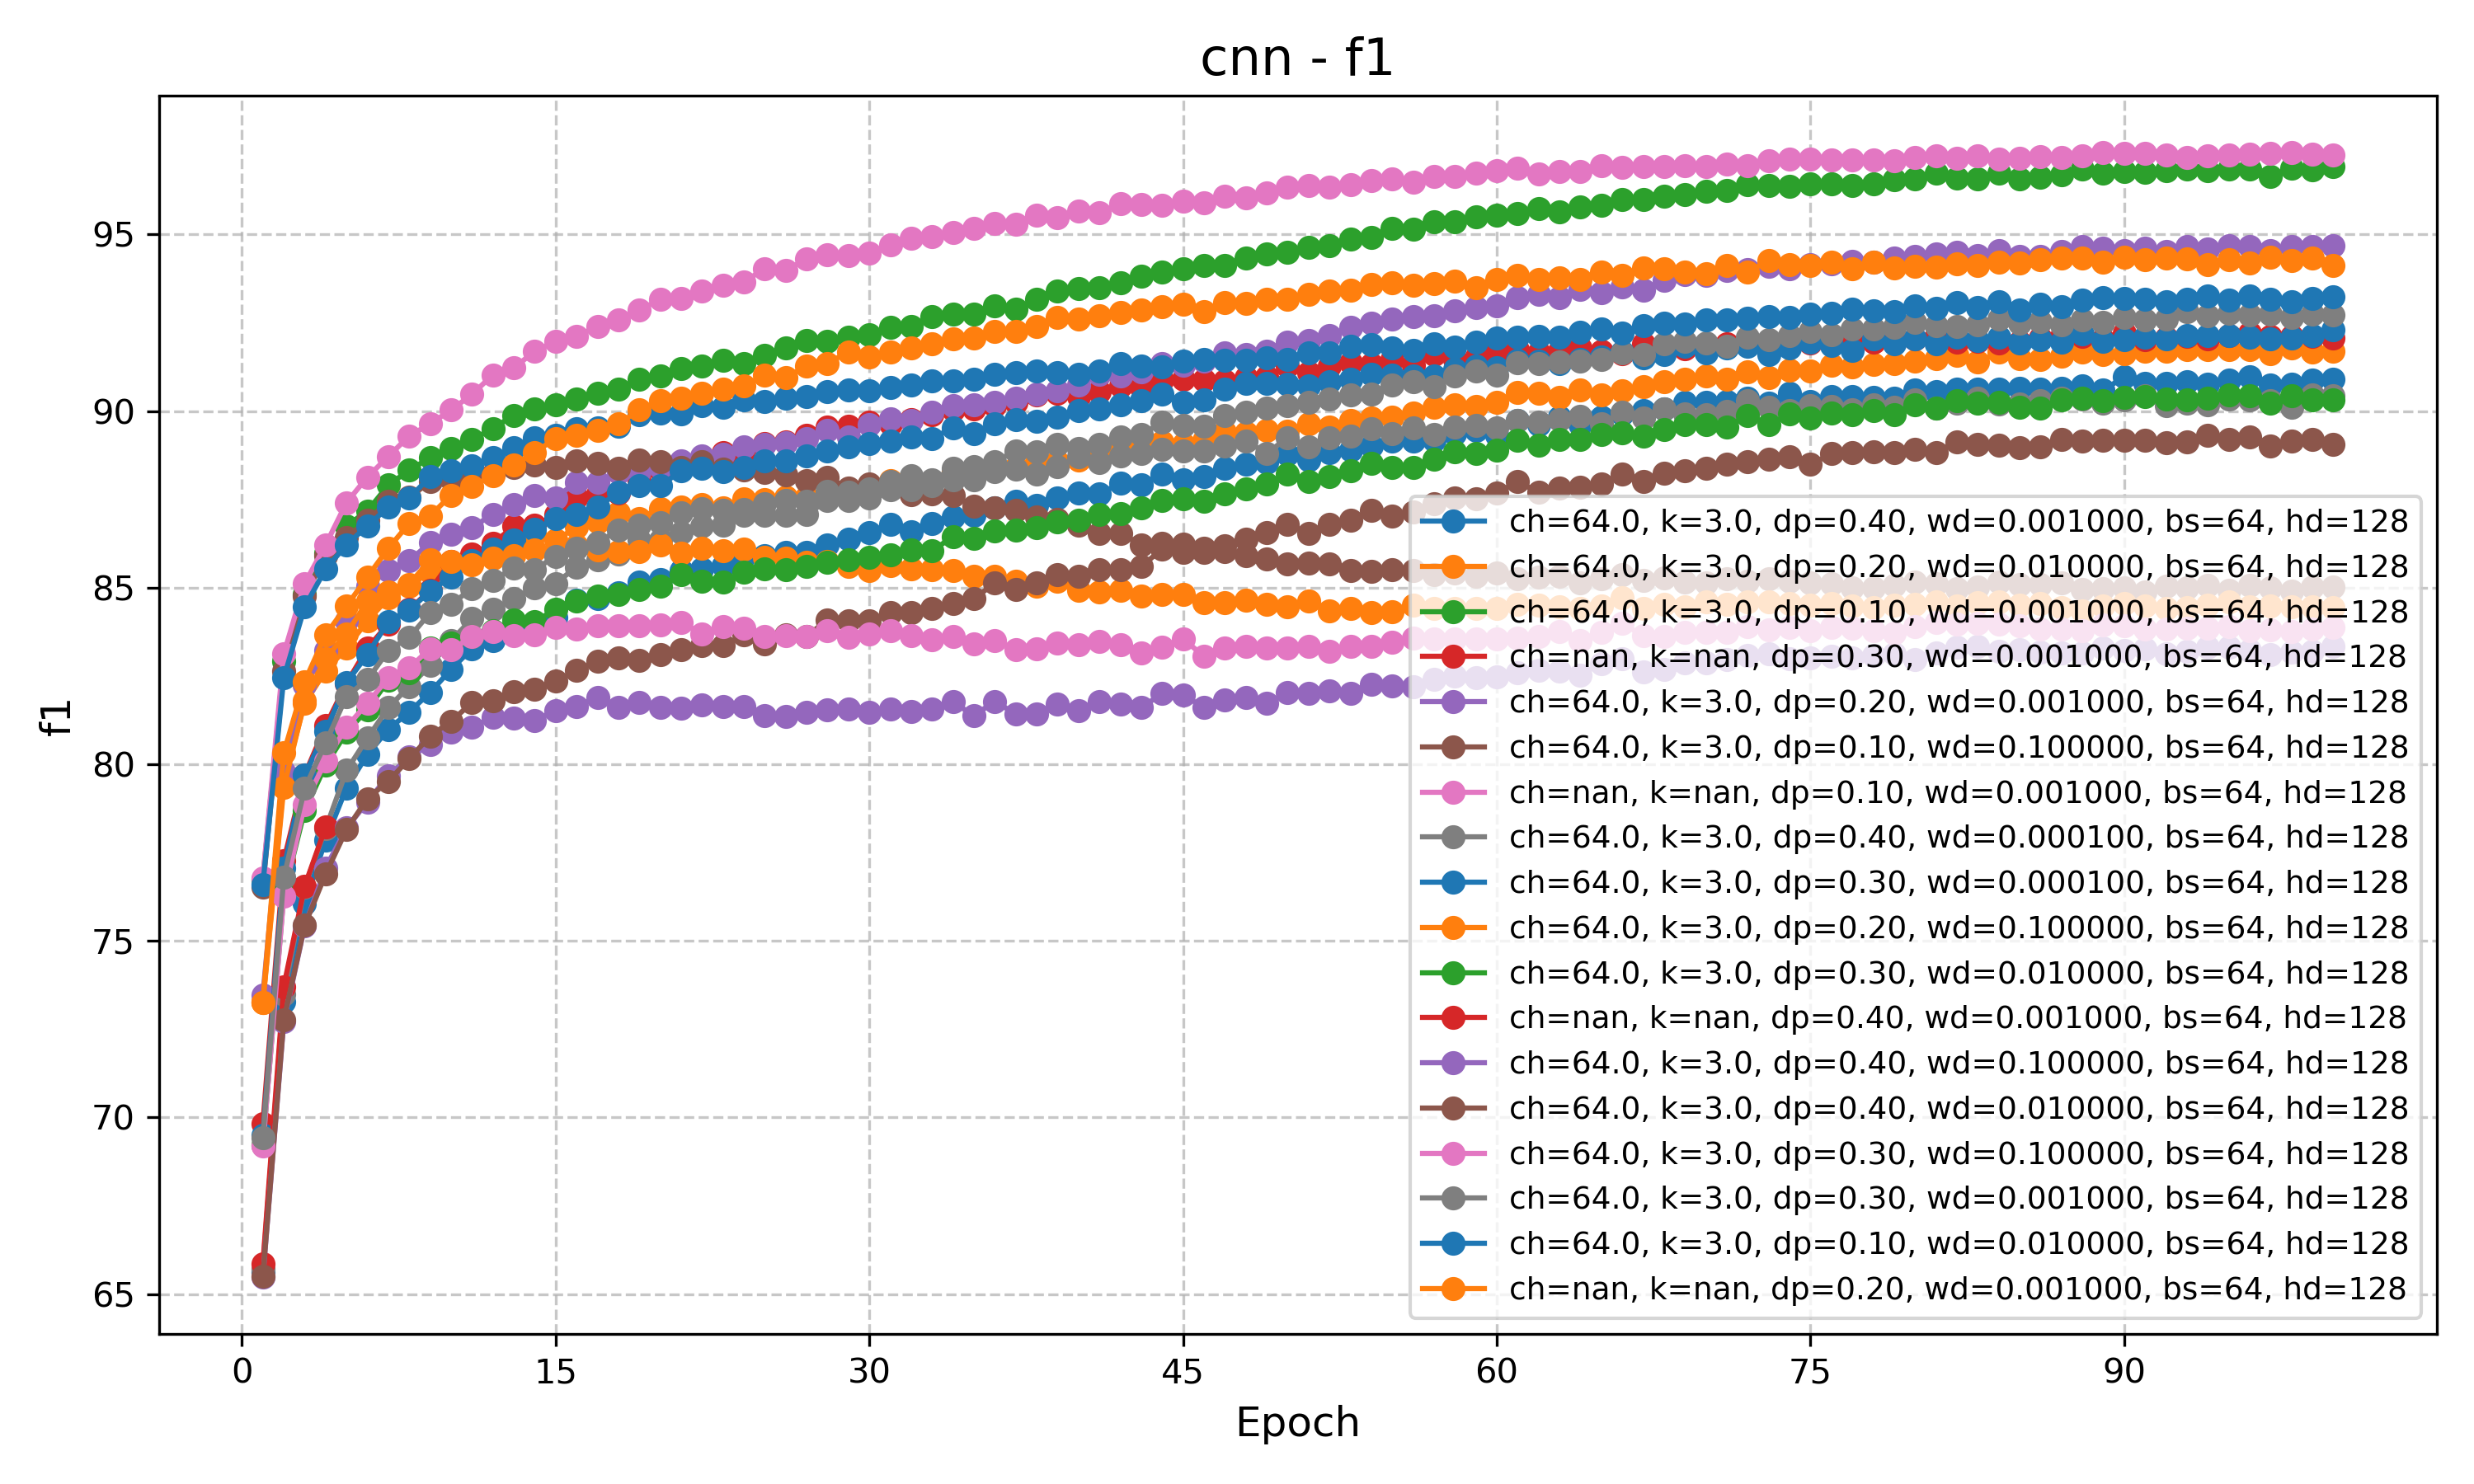 cnn - f1
f1
95
90
85
80
75
70
65
0 15 30 45 60 75 90
Epoch
ch=64.0, k=3.0, dp=0.40, wd=0.001000, bs=64, hd=128
ch=64.0, k=3.0, dp=0.20, wd=0.010000, bs=64, hd=128
ch=64.0, k=3.0, dp=0.10, wd=0.001000, bs=64, hd=128
ch=nan, k=nan, dp=0.30, wd=0.001000, bs=64, hd=128
ch=64.0, k=3.0, dp=0.20, wd=0.001000, bs=64, hd=128
ch=64.0, k=3.0, dp=0.10, wd=0.100000, bs=64, hd=128
ch=nan, k=nan, dp=0.10, wd=0.001000, bs=64, hd=128
ch=64.0, k=3.0, dp=0.40, wd=0.000100, bs=64, hd=128
ch=64.0, k=3.0, dp=0.30, wd=0.000100, bs=64, hd=128
ch=64.0, k=3.0, dp=0.20, wd=0.100000, bs=64, hd=128
ch=64.0, k=3.0, dp=0.30, wd=0.010000, bs=64, hd=128
ch=nan, k=nan, dp=0.40, wd=0.001000, bs=64, hd=128
ch=64.0, k=3.0, dp=0.40, wd=0.100000, bs=64, hd=128
ch=64.0, k=3.0, dp=0.40, wd=0.010000, bs=64, hd=128
ch=64.0, k=3.0, dp=0.30, wd=0.100000, bs=64, hd=128
ch=64.0, k=3.0, dp=0.30, wd=0.001000, bs=64, hd=128
ch=64.0, k=3.0, dp=0.10, wd=0.010000, bs=64, hd=128
ch=nan, k=nan, dp=0.20, wd=0.001000, bs=64, hd=128